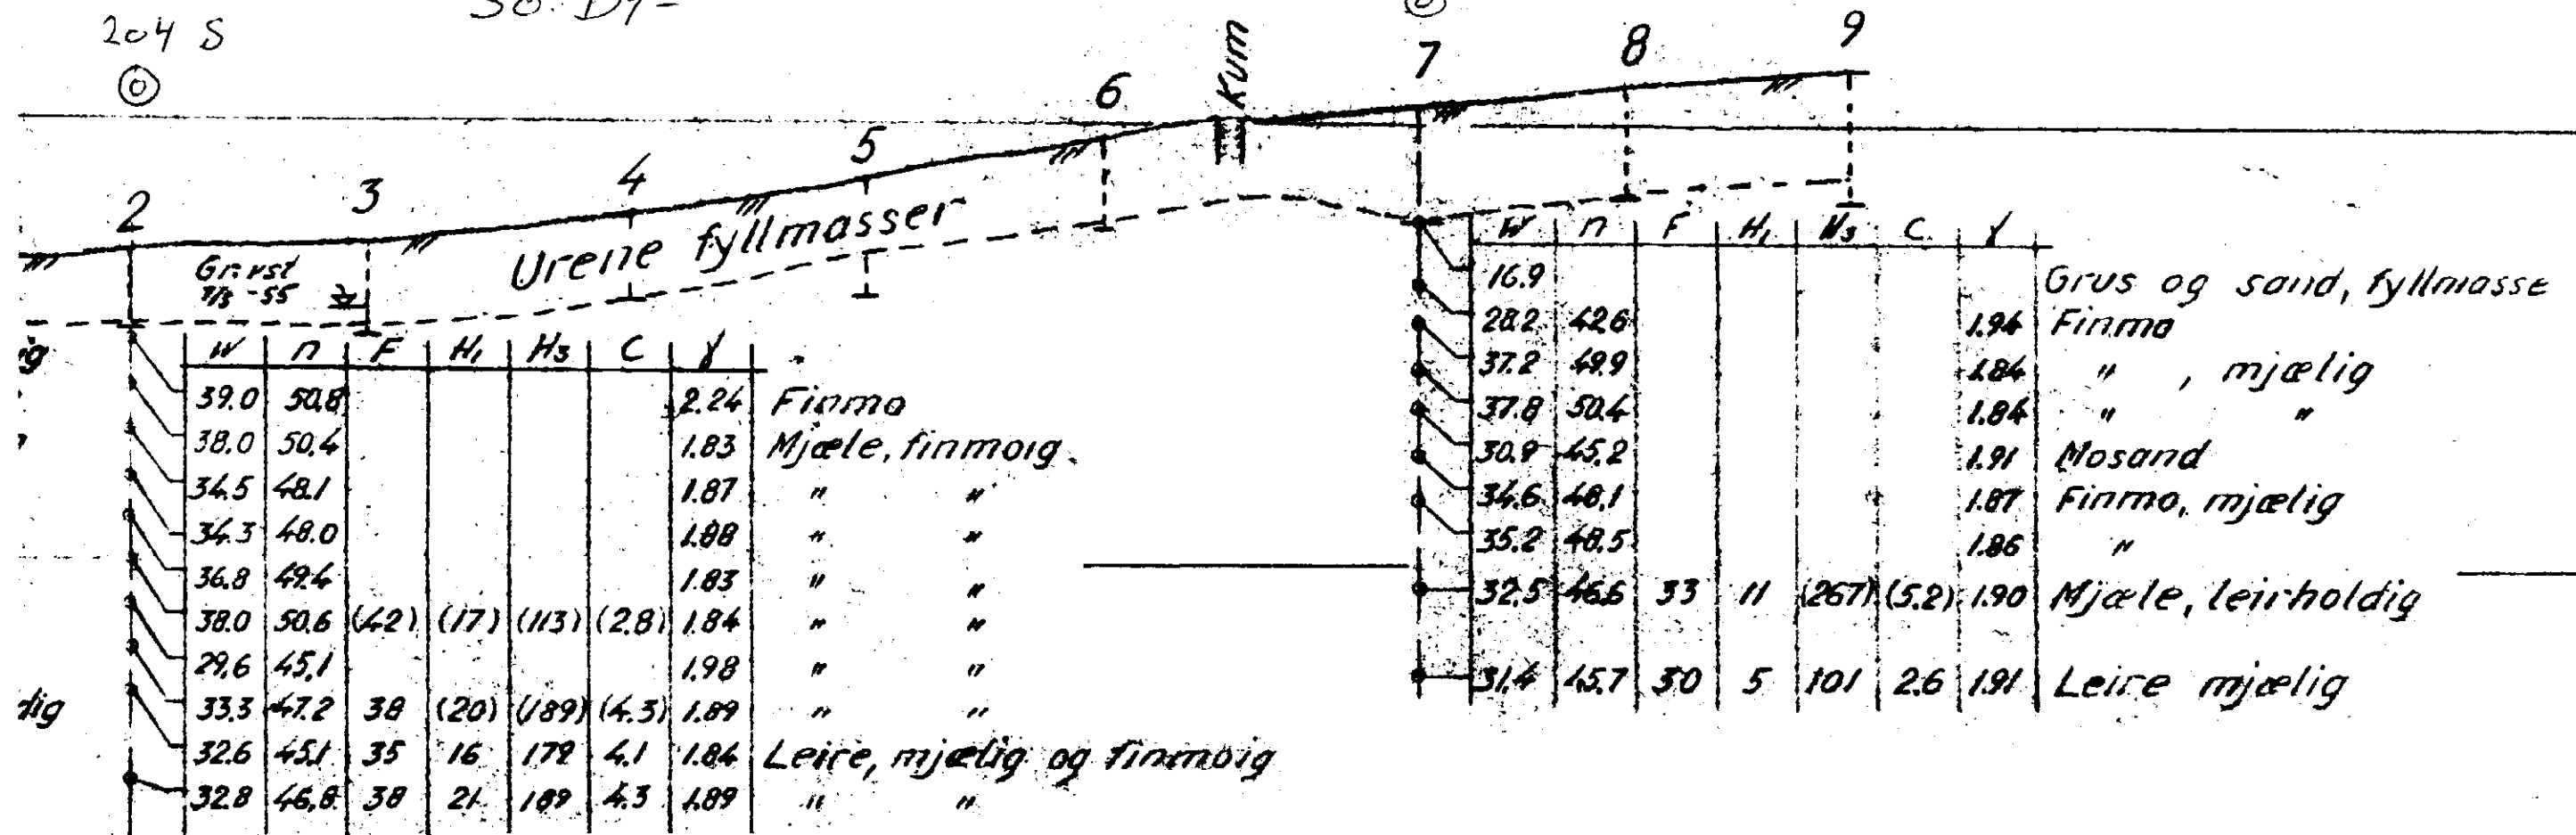 204 S
2 3 4 5 6 Kum 7 8 9
Urene fyllmasser
Gr.vst
-55
W n F H₁ H₃ C γ
39.0 50.8 2.24 Finmo
38.0 50.4 1.83 Mjæle, finmoig
34.5 48.1 1.87 " "
34.3 48.0 1.88 " "
36.8 49.4 1.83 " "
38.0 50.6 (42) (17) (113) (2.8) 1.84 " "
29.6 45.1 1.98 " "
33.3 47.2 38 (20) (189) (4.3) 1.89 " "
32.6 45.1 35 16 179 4.1 1.84 Leire, mjælig og finmoig
32.8 46.8 38 21 189 4.3 1.89 " "
W n F H₁ H₃ C γ
16.9 Grus og sand, fyllmasse
28.2 42.6 1.94 Finmo
37.2 49.9 1.84 " , mjælig
37.8 50.4 1.84 " "
30.9 45.2 1.91 Mosand
34.6 48.1 1.87 Finmo, mjælig
35.2 48.5 1.86 "
32.5 46.6 33 11 (267) (5.2) 1.90 Mjæle, leirholdig
31.4 45.7 30 5 101 2.6 1.91 Leire mjælig